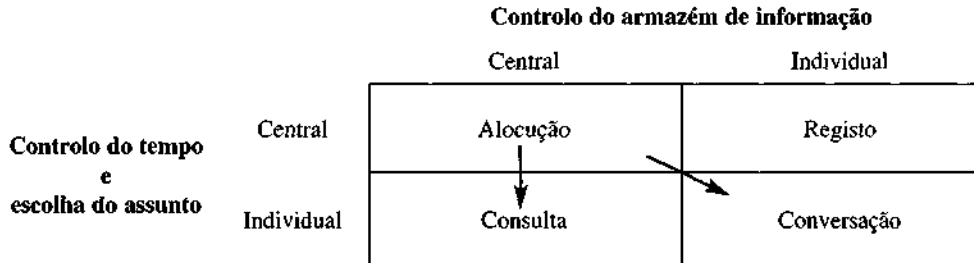 Controlo do armazém de informação
Central Individual
Central Alocução Registo
Controlo do tempo
e
escolha do assunto
Individual Consulta Conversação